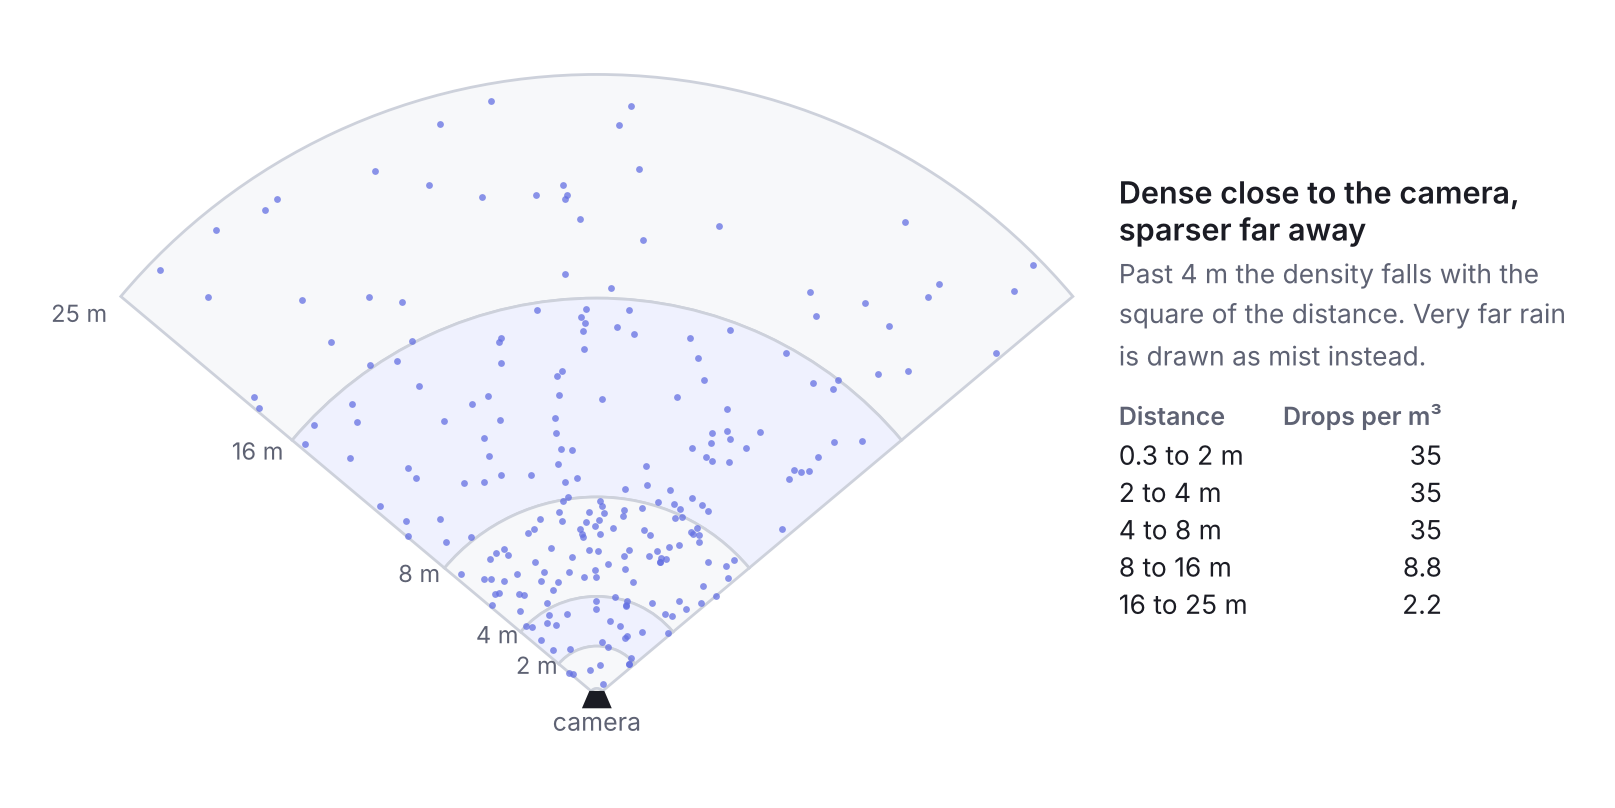 25 m
16 m
8 m
4 m
2 m
camera
Dense close to the camera,
sparser far away
Past 4 m the density falls with the
square of the distance. Very far rain
is drawn as mist instead.
Distance Drops per m³
0.3 to 2 m 35
2 to 4 m 35
4 to 8 m 35
8 to 16 m 8.8
16 to 25 m 2.2